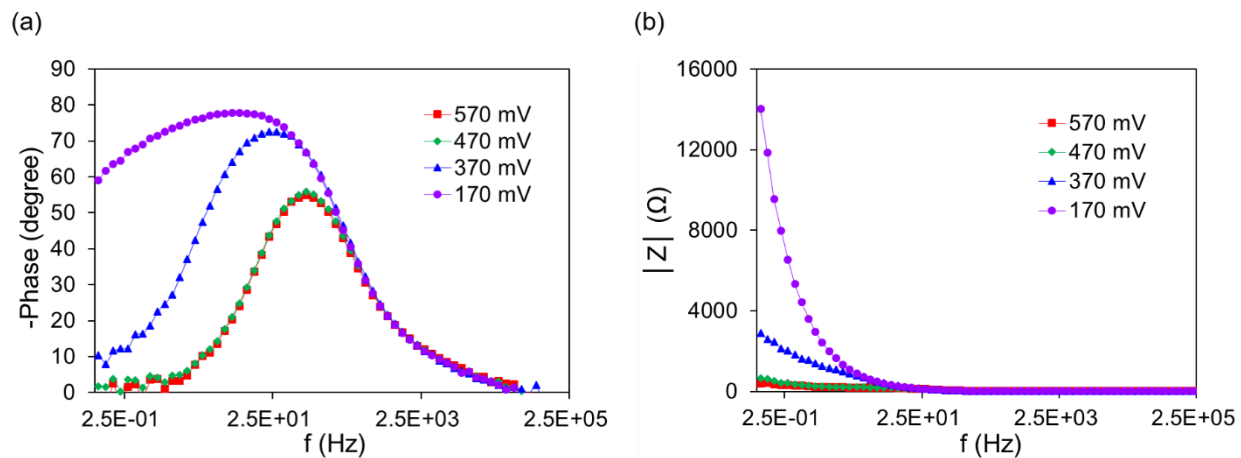 (a)
-Phase (degree)
90
80
70
60
50
40
30
20
10
0
570 mV
470 mV
370 mV
170 mV
2.5E-01
2.5E+01
2.5E+03
2.5E+05
f (Hz)
(b)
|Z| (Ω)
16000
12000
8000
4000
0
570 mV
470 mV
370 mV
170 mV
2.5E-01
2.5E+01
2.5E+03
2.5E+05
f (Hz)